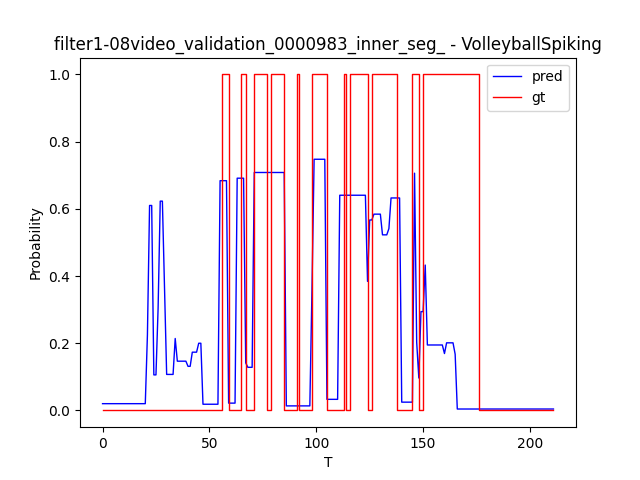 filter1-08video_validation_0000983_inner_seg_ - VolleyballSpiking
pred
gt
1.0
0.8
0.6
0.4
0.2
0.0
Probability
0
50
100
150
200
T